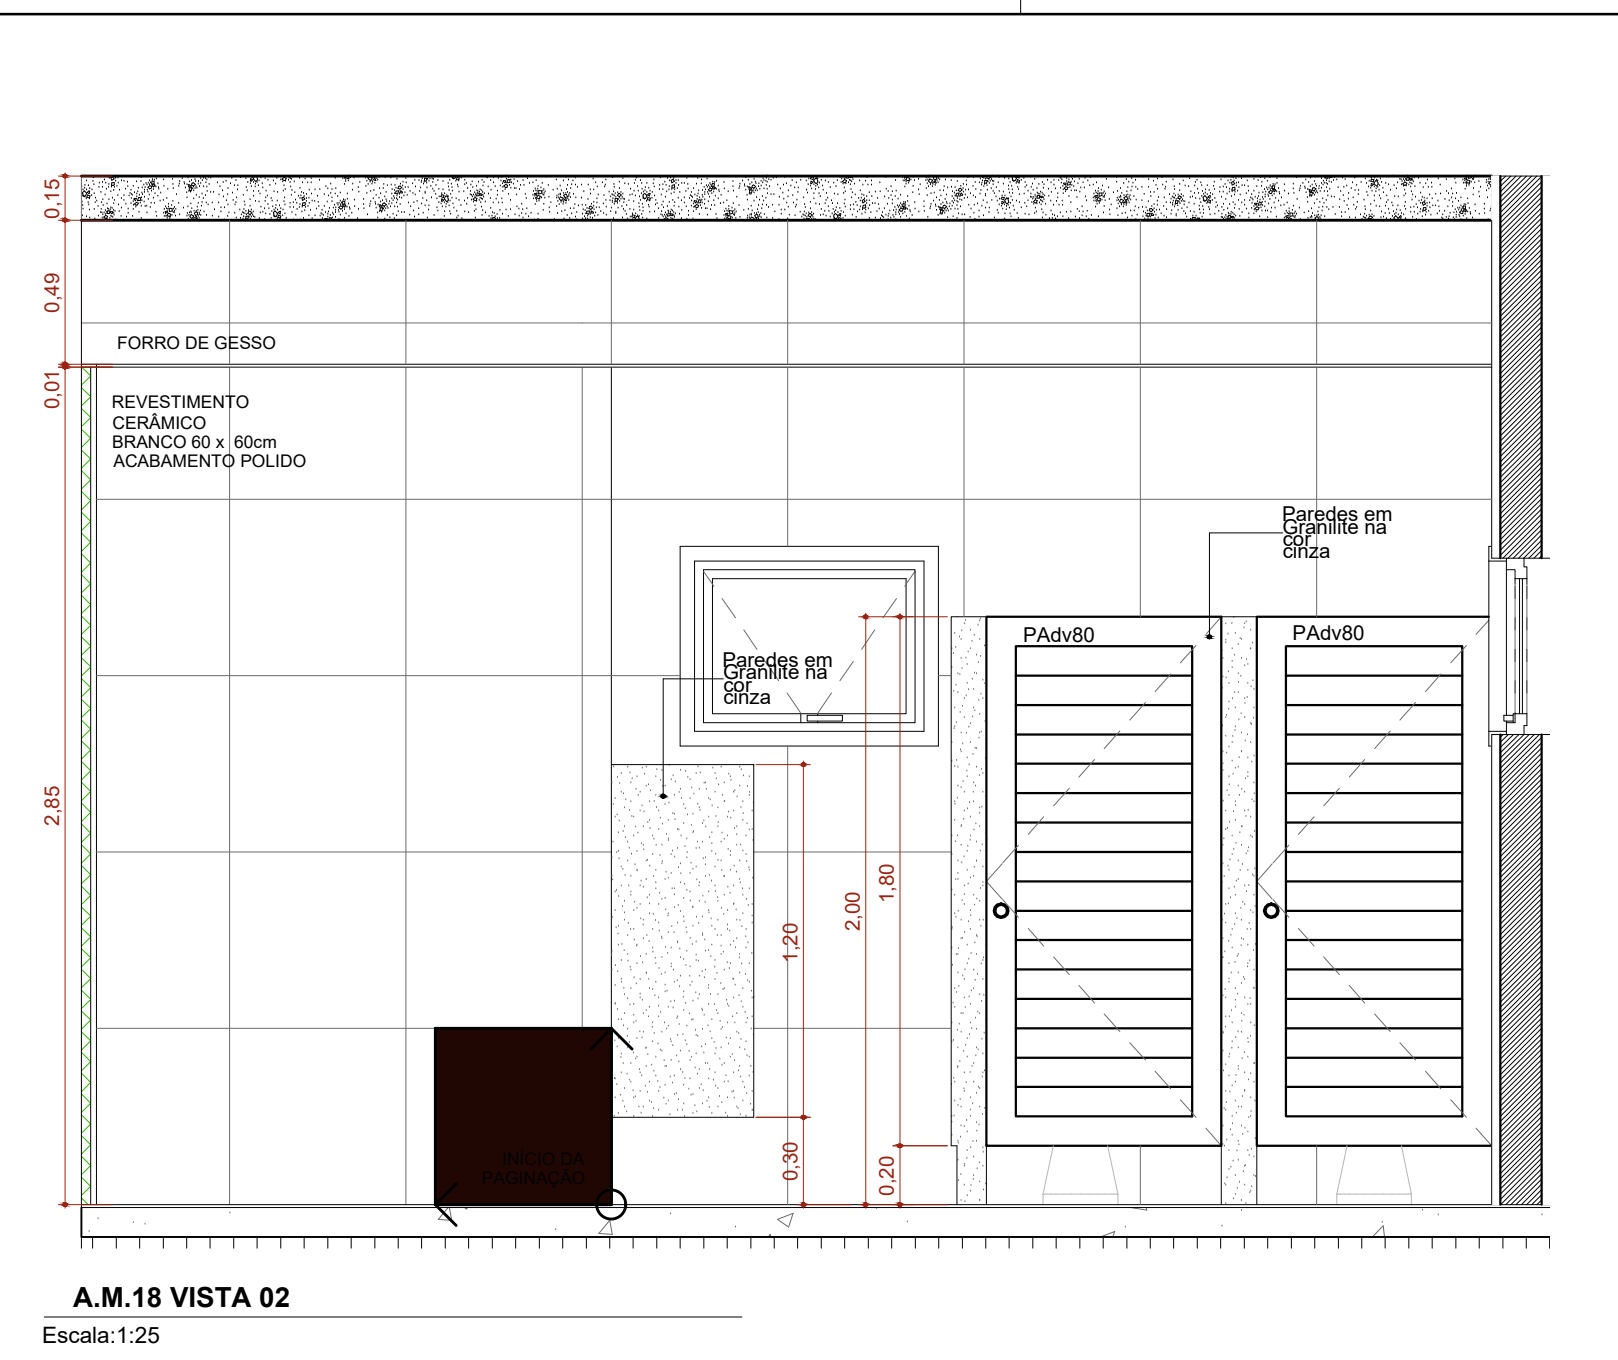 0,15
0,49
FORRO DE GESSO
0,01
REVESTIMENTO
CERÂMICO
BRANCO 60 x 60cm
ACABAMENTO POLIDO
Paredes em
Granilite na
cor
cinza
PAdv80
PAdv80
Paredes em
Granilite na
cor
cinza
2,85
1,20
2,00
1,80
0,30
0,20
INÍCIO DA
PAGINAÇÃO
A.M.18 VISTA 02
Escala:1:25